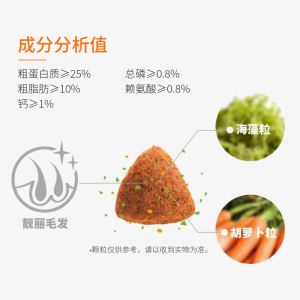 成分分析值
粗蛋白质≥25%
总磷≥0.8%
粗脂肪≥10%
赖氨酸≥0.8%
钙≥1%
海藻粒
靓丽毛发
胡萝卜粒
•颗粒仅供参考，请以收到实物为准。